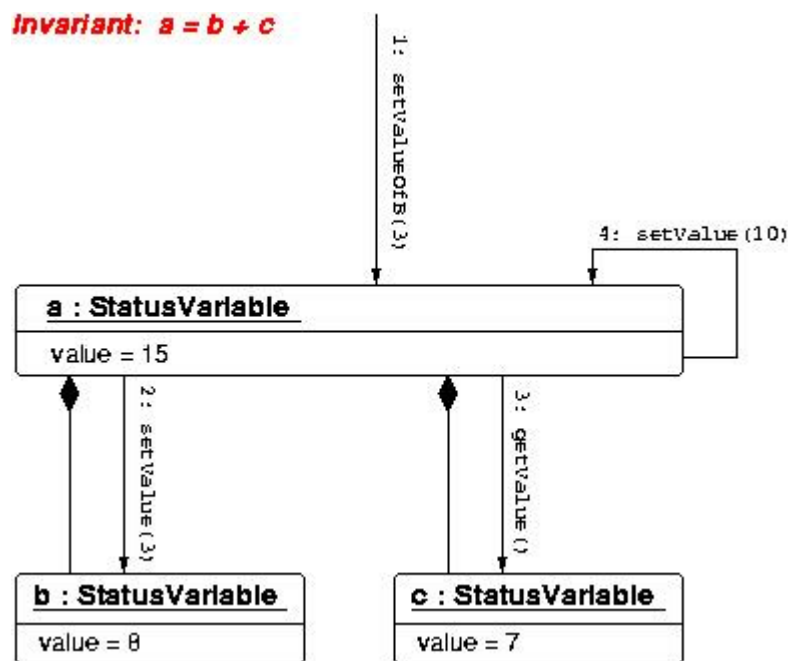 Invariant: a = b + c
1: setValueOfB(3)
4: setValue(10)
a : StatusVariable
value = 15
2: setValue(3)
3: getValue()
b : StatusVariable
value = 8
c : StatusVariable
value = 7